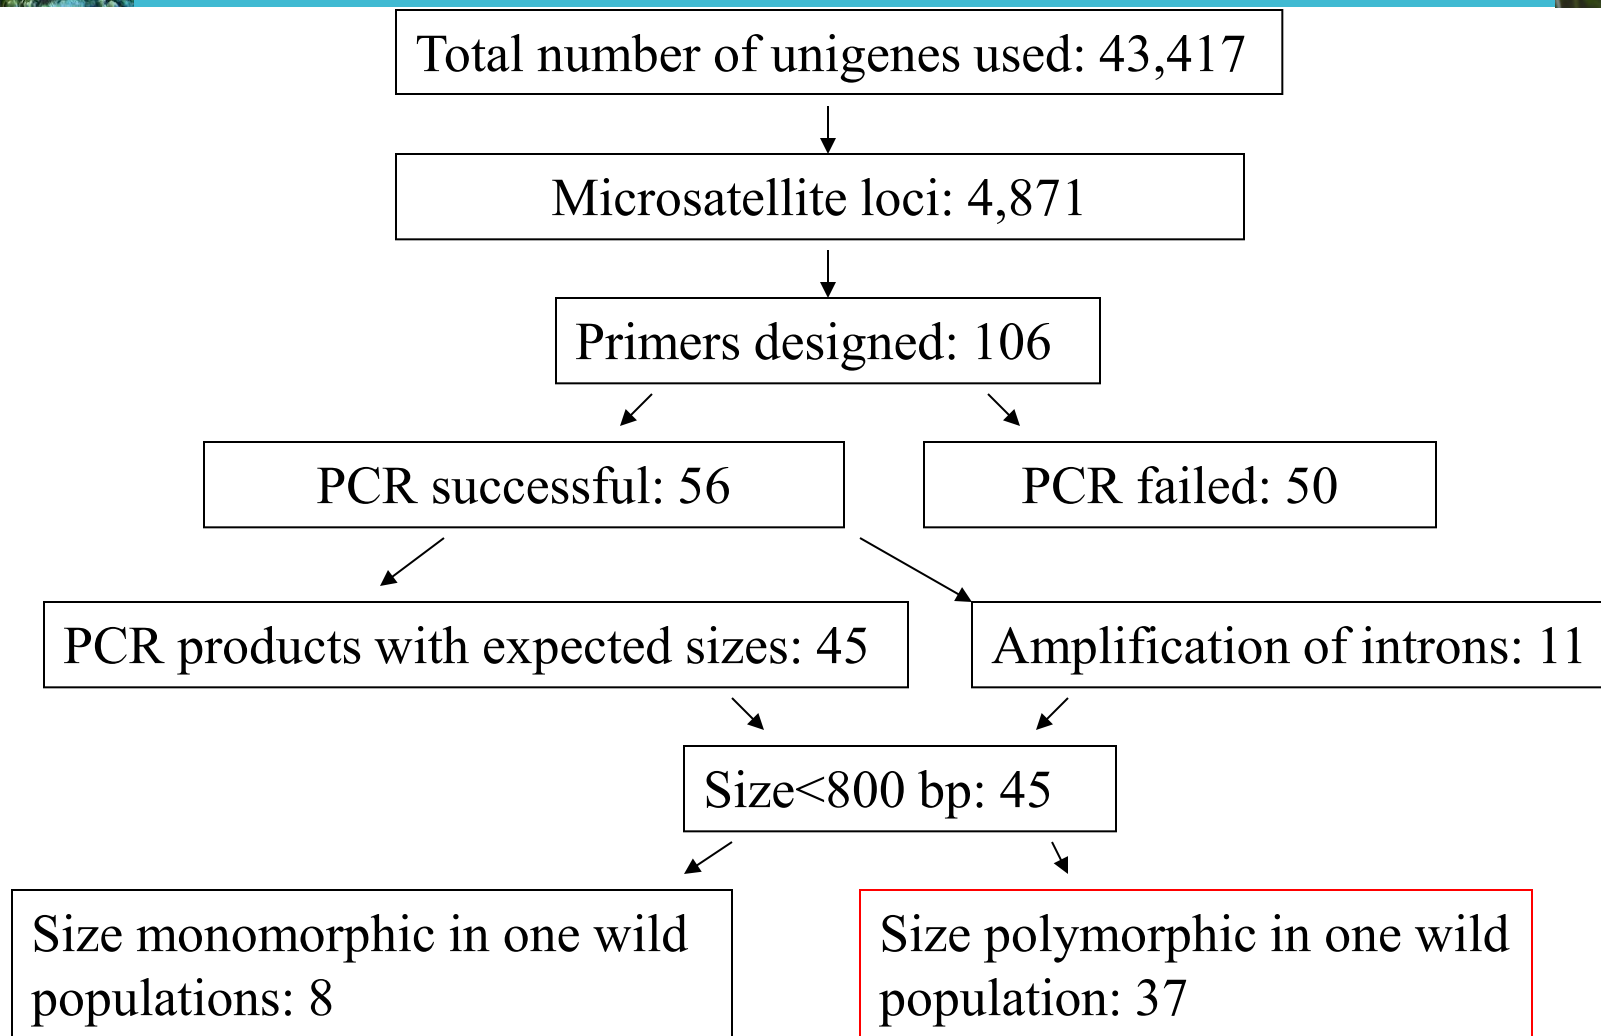 Total number of unigenes used: 43,417
Microsatellite loci: 4,871
Primers designed: 106
PCR successful: 56
PCR failed: 50
PCR products with expected sizes: 45
Amplification of introns: 11
Size<800 bp: 45
Size monomorphic in one wild
populations: 8
Size polymorphic in one wild
population: 37